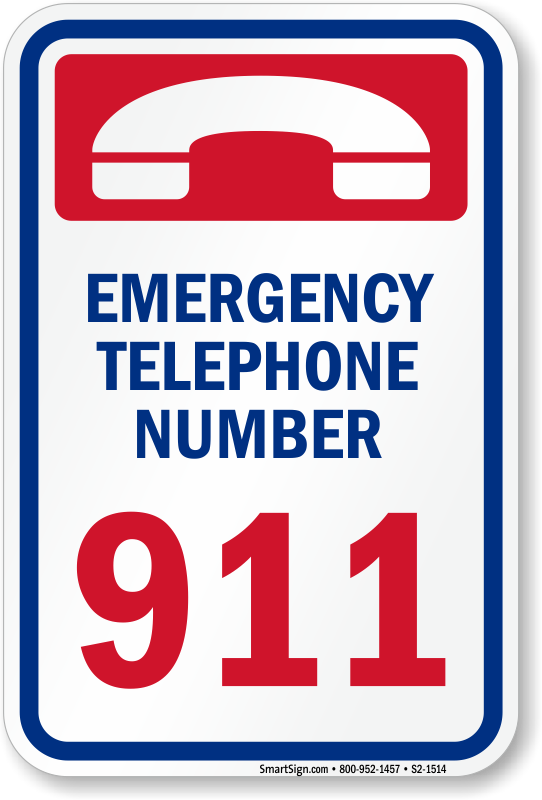 EMERGENCY
TELEPHONE
NUMBER
911
SmartSign.com • 800-952-1457 • S2-1514